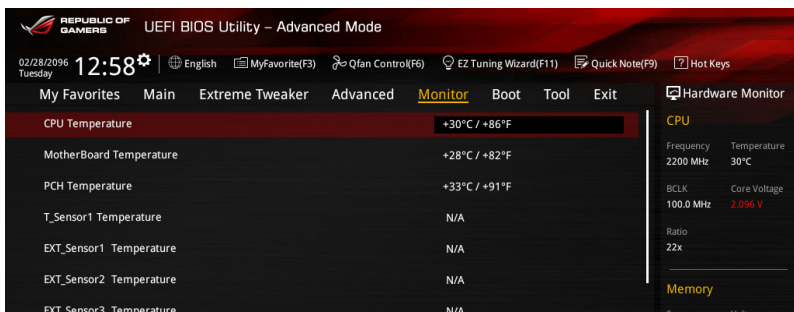 REPUBLIC OF
GAMERS
UEFI BIOS Utility – Advanced Mode
02/28/2096
Tuesday
12:58
English
MyFavorite(F3)
Qfan Control(F6)
EZ Tuning Wizard(F11)
Quick Note(F9)
? Hot Keys
My Favorites Main Extreme Tweaker Advanced Monitor Boot Tool Exit
Hardware Monitor
CPU Temperature +30°C / +86°F
MotherBoard Temperature +28°C / +82°F
PCH Temperature +33°C / +91°F
T_Sensor1 Temperature N/A
EXT_Sensor1 Temperature N/A
EXT_Sensor2 Temperature N/A
EXT_Sensor3 Temperature N/A
CPU
Frequency Temperature
2200 MHz 30°C
BCLK Core Voltage
100.0 MHz 2.096 V
Ratio
22x
Memory